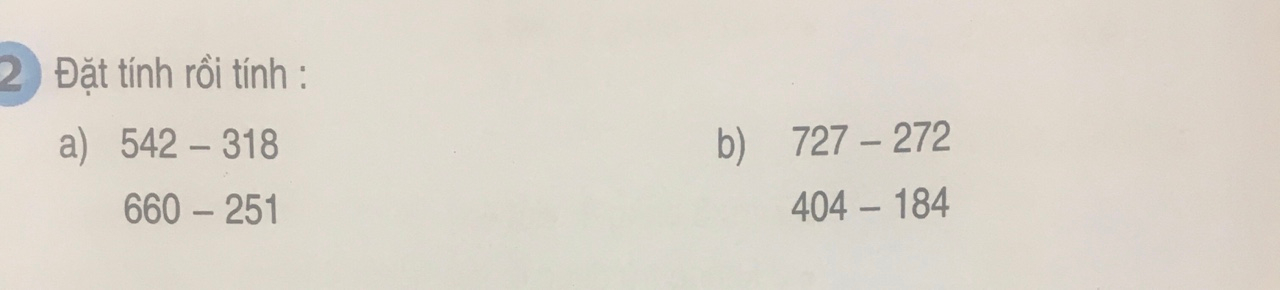 2 Đặt tính rồi tính :
a) 542 – 318
660 – 251
b) 727 – 272
404 – 184